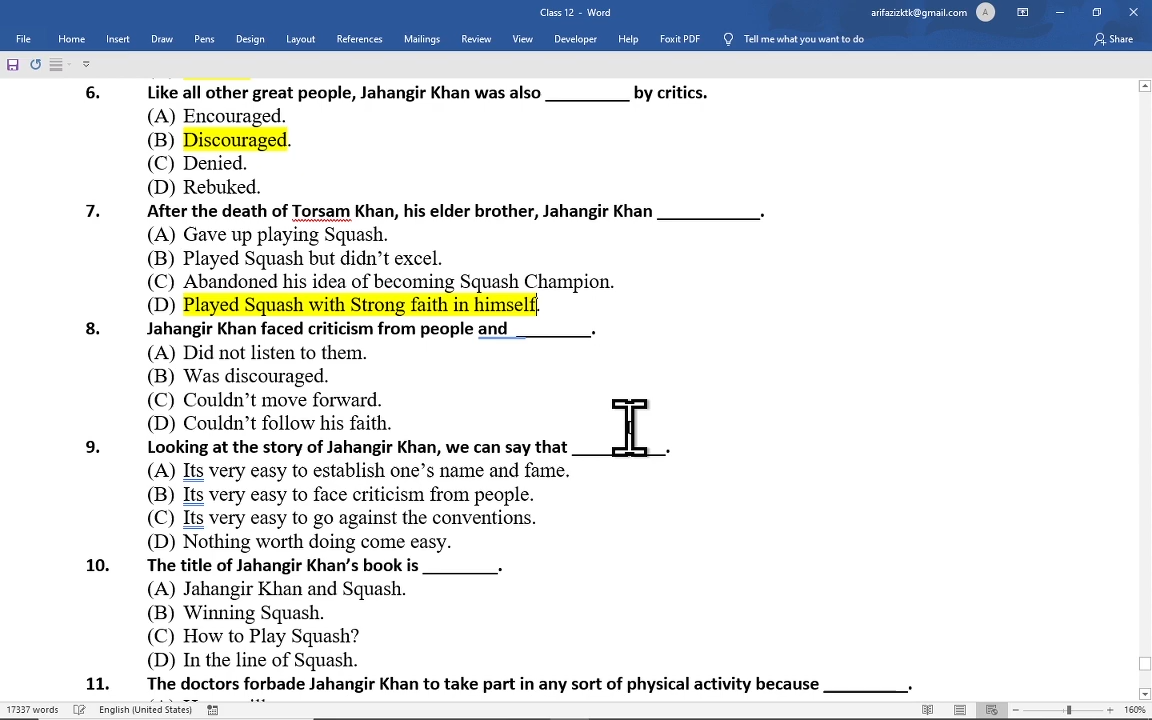 Class 12 - Word
arifazizktk@gmail.com A
File Home Insert Draw Pens Design Layout References Mailings Review View Developer Help Foxit PDF Tell me what you want to do Share
6. Like all other great people, Jahangir Khan was also _________ by critics.
(A) Encouraged.
(B) Discouraged.
(C) Denied.
(D) Rebuked.
7. After the death of Torsam Khan, his elder brother, Jahangir Khan ___________.
(A) Gave up playing Squash.
(B) Played Squash but didn’t excel.
(C) Abandoned his idea of becoming Squash Champion.
(D) Played Squash with Strong faith in himself.
8. Jahangir Khan faced criticism from people and ________.
(A) Did not listen to them.
(B) Was discouraged.
(C) Couldn’t move forward.
(D) Couldn’t follow his faith.
9. Looking at the story of Jahangir Khan, we can say that __________.
(A) Its very easy to establish one’s name and fame.
(B) Its very easy to face criticism from people.
(C) Its very easy to go against the conventions.
(D) Nothing worth doing come easy.
10. The title of Jahangir Khan’s book is ________.
(A) Jahangir Khan and Squash.
(B) Winning Squash.
(C) How to Play Squash?
(D) In the line of Squash.
11. The doctors forbade Jahangir Khan to take part in any sort of physical activity because _________.
17337 words English (United States) 160%